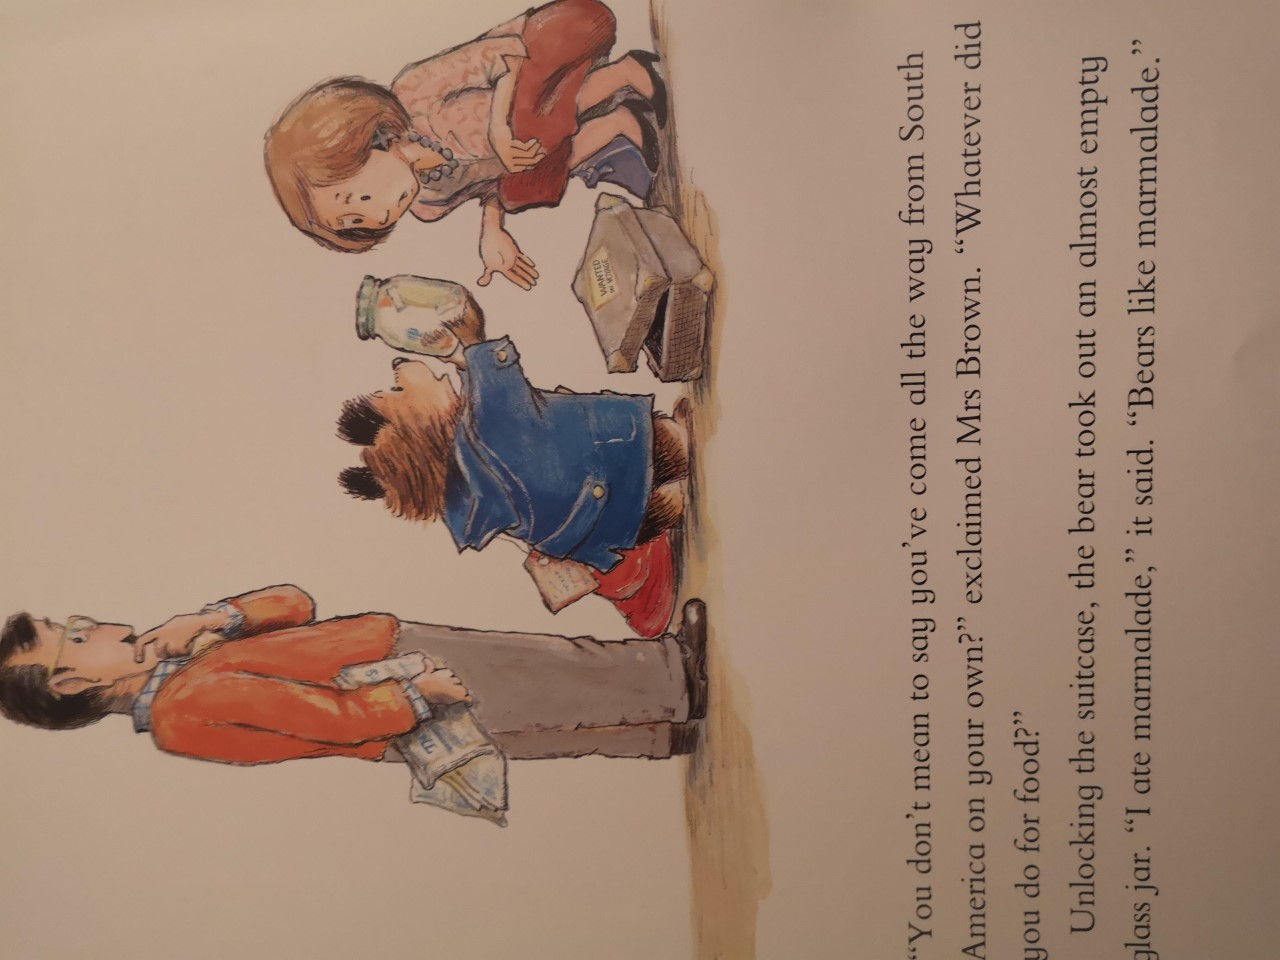 WANTED
ON VOYAGE
"You don't mean to say you've come all the way from South
America on your own?" exclaimed Mrs Brown. "Whatever did
you do for food?"
Unlocking the suitcase, the bear took out an almost empty
glass jar. "I ate marmalade," it said. "Bears like marmalade."